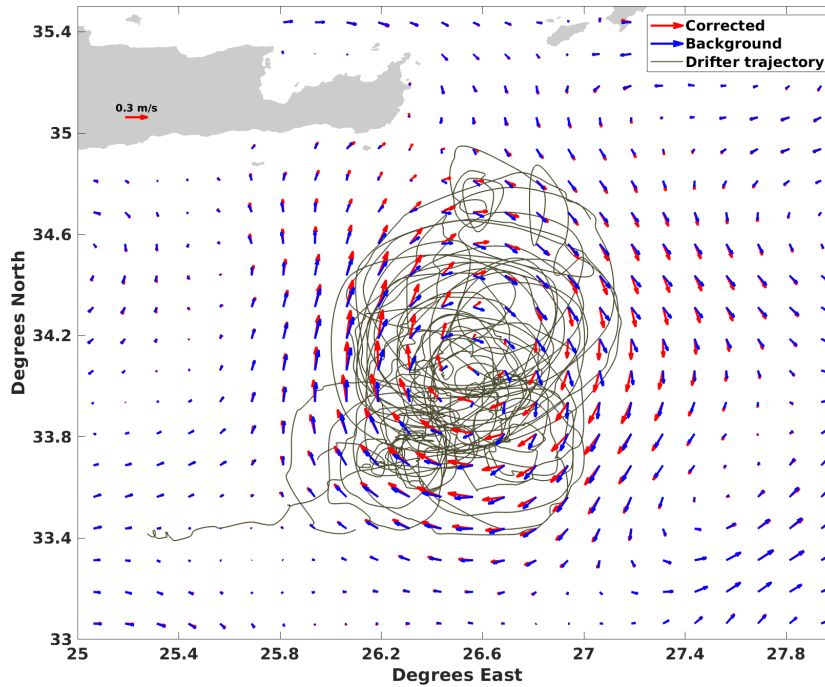 35.4
Corrected
Background
Drifter trajectory
0.3 m/s
35
34.6
34.2
33.8
33.4
33
25
25.4
25.8
26.2
26.6
27
27.4
27.8
Degrees East
Degrees North